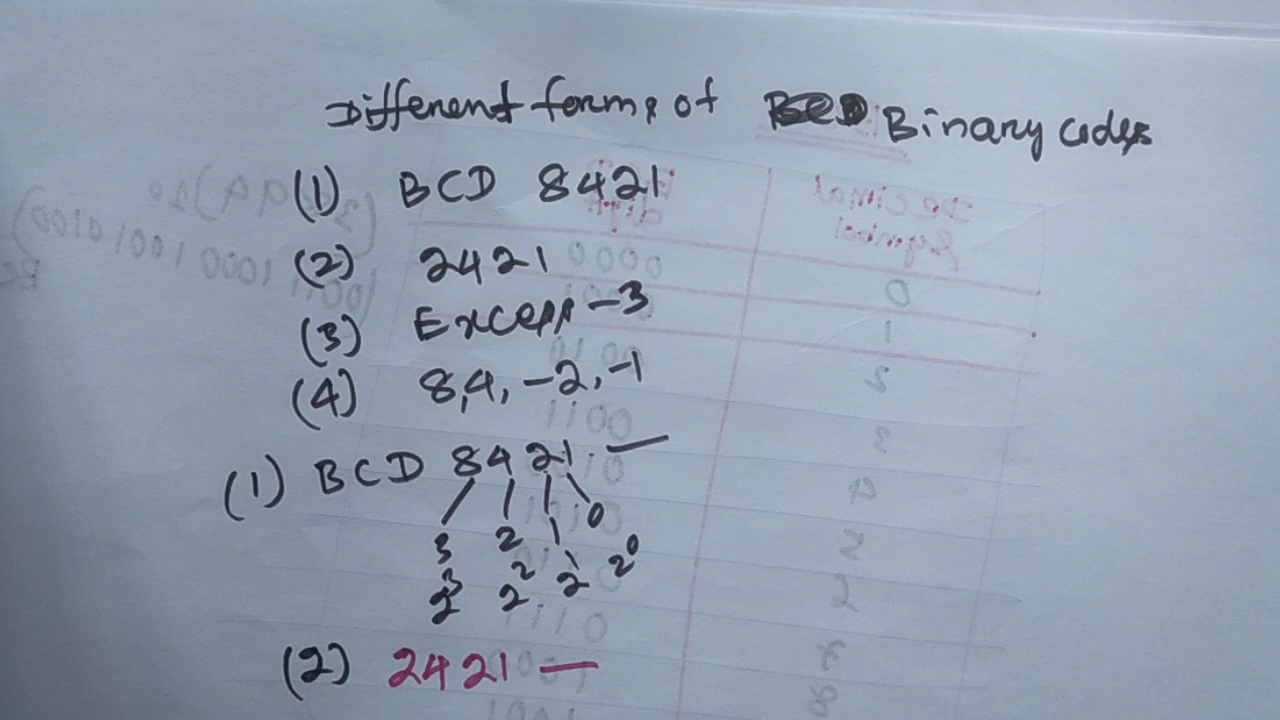 Different forms of BCD Binary codes
(1) BCD 8421
(2) 2421
(3) Excess-3
(4) 8,4,-2,-1
(1) BCD 8421 —
3 2 1 0
2³ 2² 2¹ 2⁰
(2) 2421 —